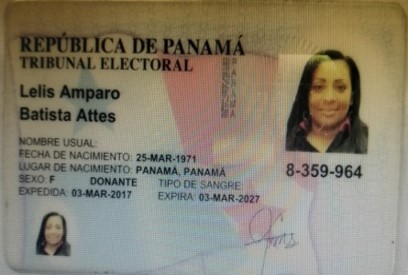 REPÚBLICA DE PANAMÁ
TRIBUNAL ELECTORAL
Lelis Amparo
Batista Attes
NOMBRE USUAL:
FECHA DE NACIMIENTO: 25-MAR-1971
LUGAR DE NACIMIENTO: PANAMÁ, PANAMÁ
SEXO: F DONANTE TIPO DE SANGRE:
EXPEDIDA: 03-MAR-2017 EXPIRA: 03-MAR-2027
PANAMÁ
8-359-964